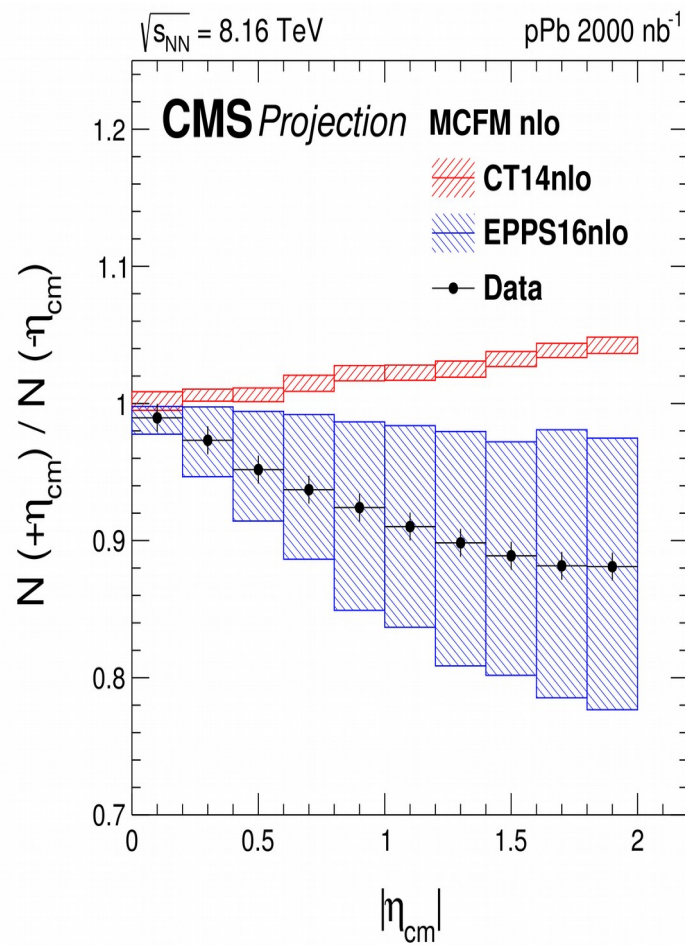 √s_NN = 8.16 TeV pPb 2000 nb⁻¹
CMS Projection MCFM nlo
CT14nlo
EPPS16nlo
Data
N (+η_cm) / N (-η_cm)
1.2
1.1
1
0.9
0.8
0.7
0 0.5 1 1.5 2
|η_cm|